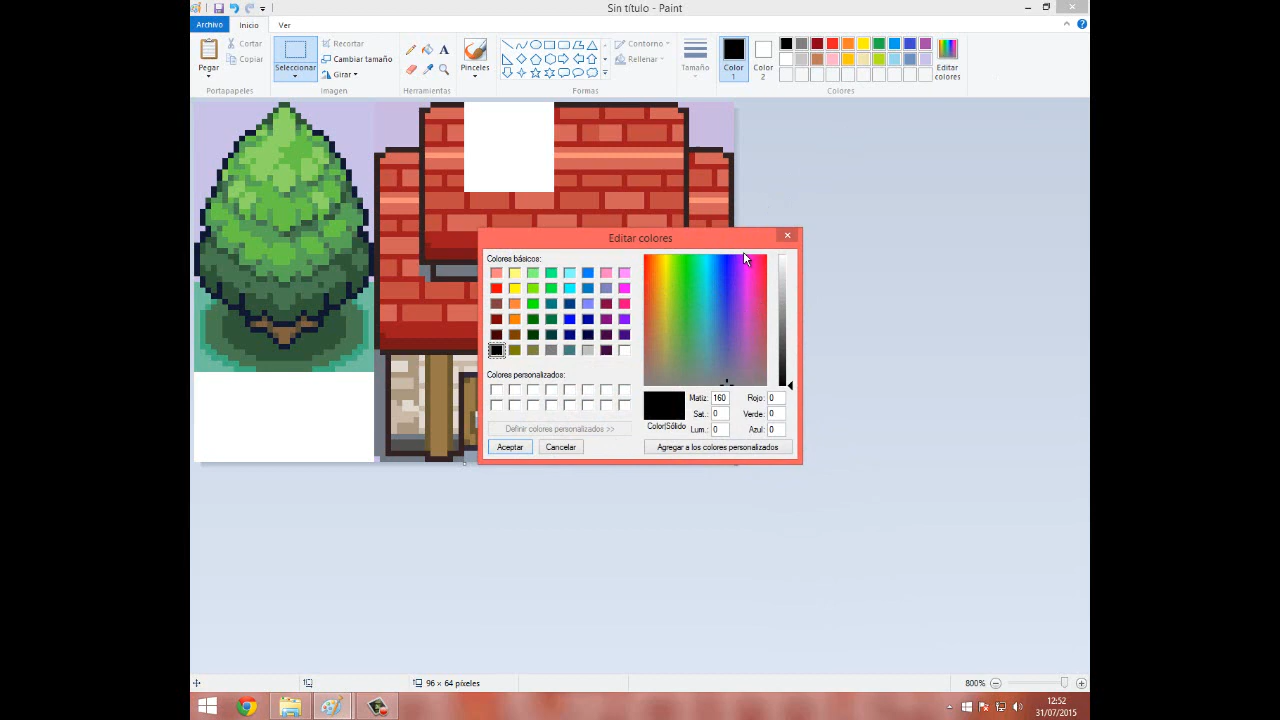 Sin título - Paint
Archivo Inicio Ver
Pegar
Cortar
Copiar
Portapapeles
Seleccionar
Recortar
Cambiar tamaño
Girar
Imagen
A
Herramientas
Pinceles
Contorno
Rellenar
Formas
Tamaño
Color
1
Color
2
Editar
colores
Colores
Editar colores
Colores básicos:
Colores personalizados:
Definir colores personalizados >>
Aceptar Cancelar
Color|Sólido
Matiz: 160
Sat.: 0
Lum.: 0
Rojo: 0
Verde: 0
Azul: 0
Agregar a los colores personalizados
96 × 64 píxeles
800%
12:52
31/07/2015